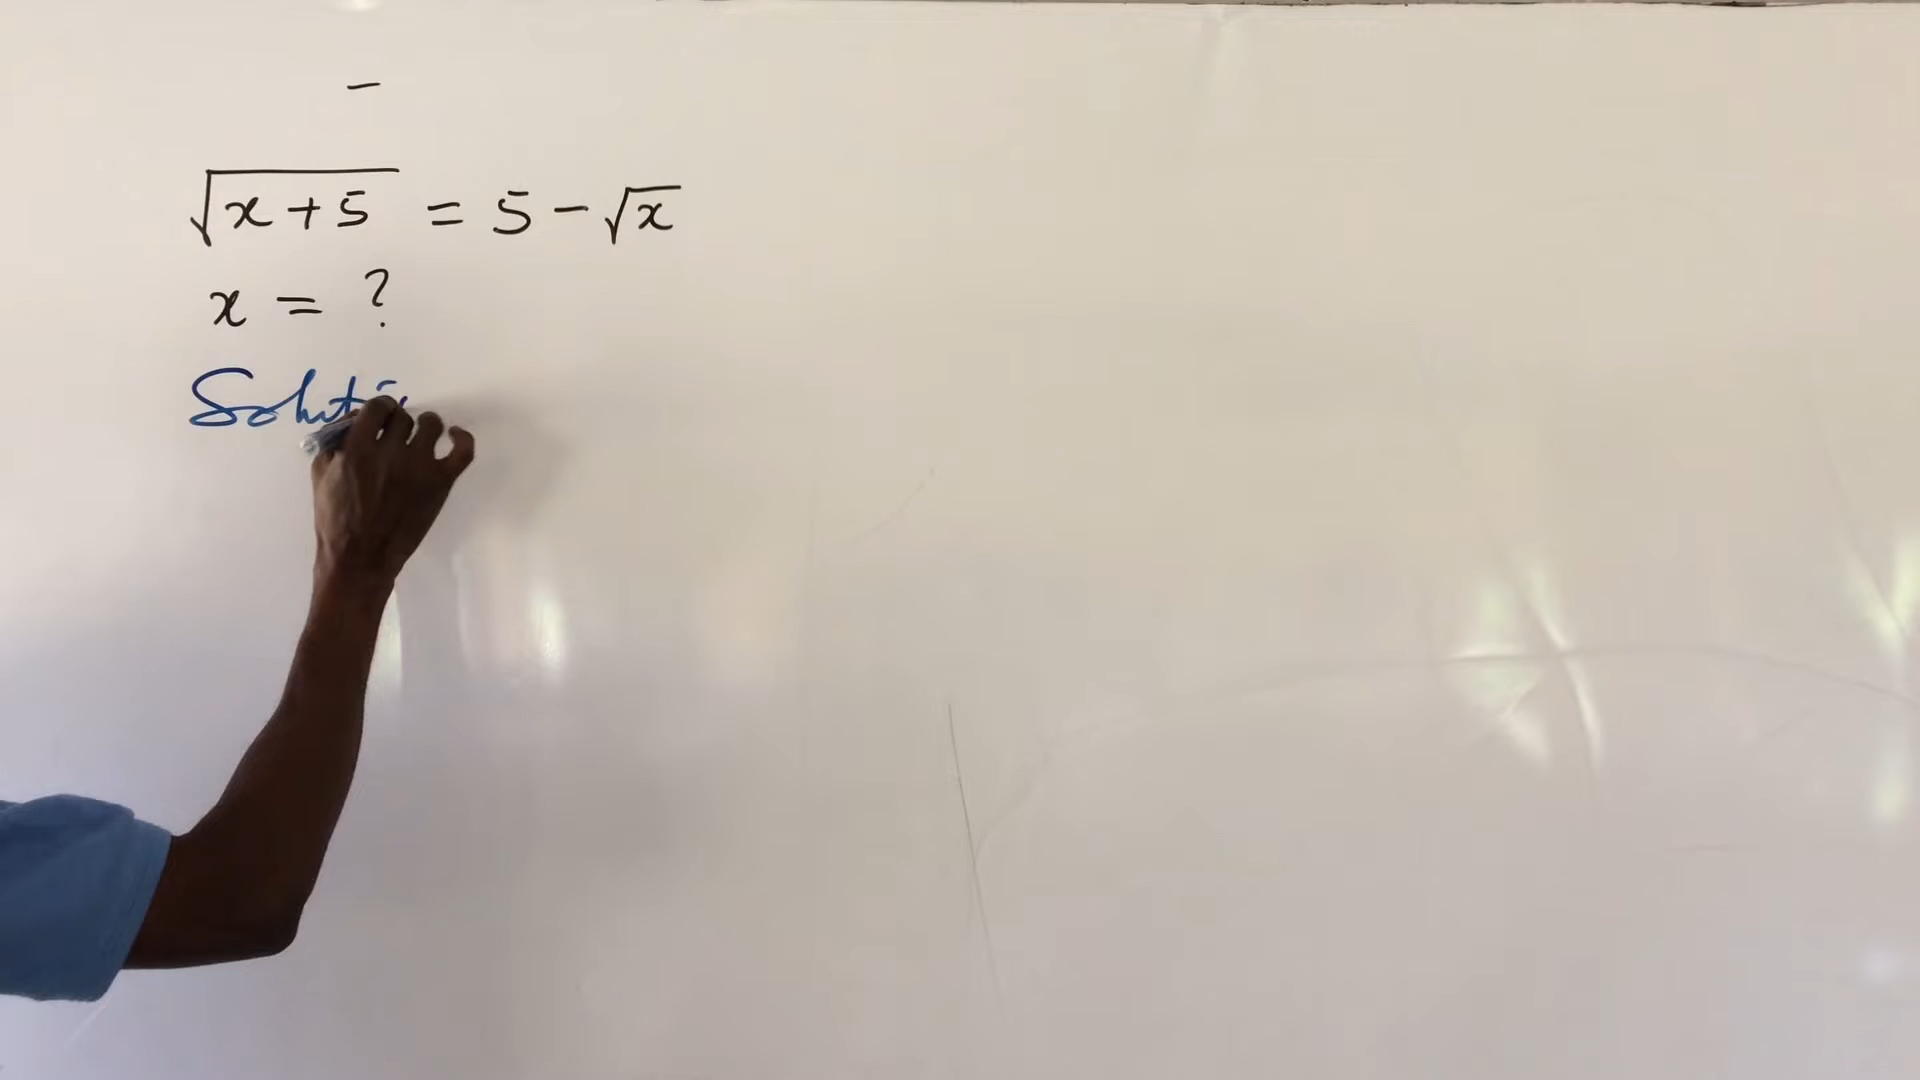 √(x+5) = 5-√x
x = ?